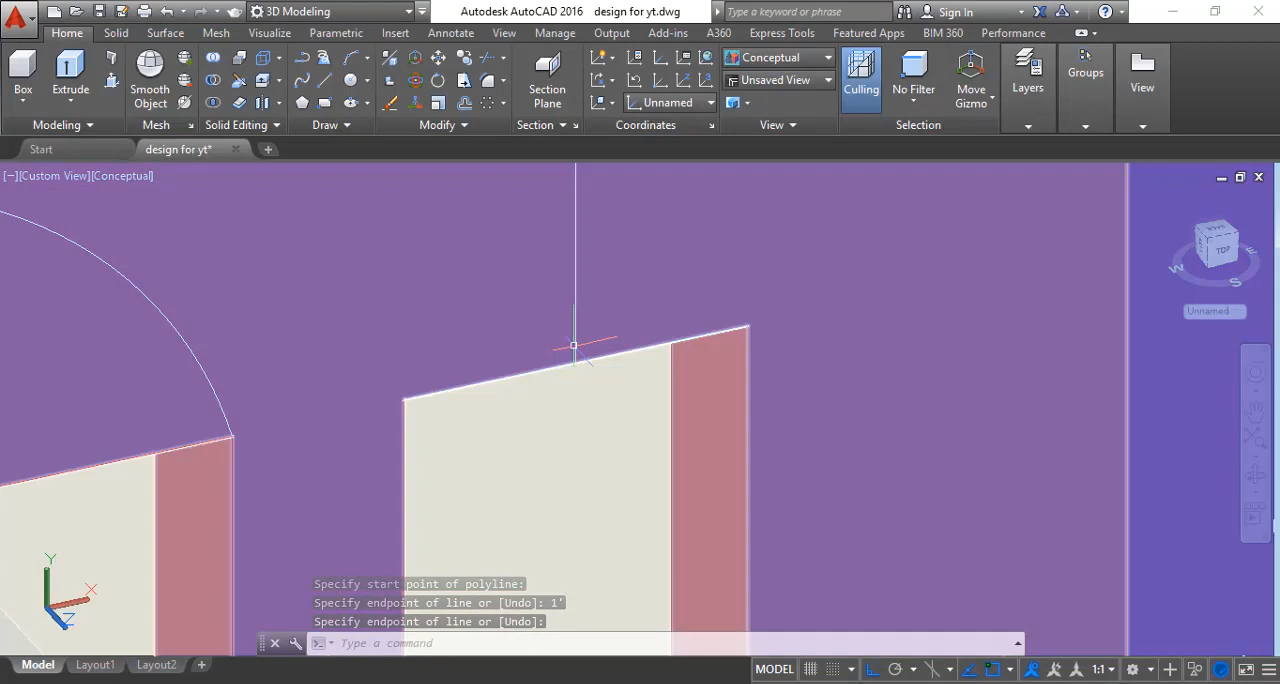 3D Modeling
Autodesk AutoCAD 2016 design for yt.dwg
Type a keyword or phrase
Sign In
Home Solid Surface Mesh Visualize Parametric Insert Annotate View Manage Output Add-ins A360 Express Tools Featured Apps BIM 360 Performance
Box
Extrude
Smooth
Object
Section
Plane
Unnamed
Conceptual
Unsaved View
Culling
No Filter
Move
Gizmo
Layers
Groups
View
Modeling
Mesh
Solid Editing
Draw
Modify
Section
Coordinates
View
Selection
Start
design for yt*
[−][Custom View][Conceptual]
TOP
W
E
S
Unnamed
Y
X
Z
Specify start point of polyline:
Specify endpoint of line or [Undo]: 1'
Specify endpoint of line or [Undo]:
Type a command
Model Layout1 Layout2
MODEL
1:1